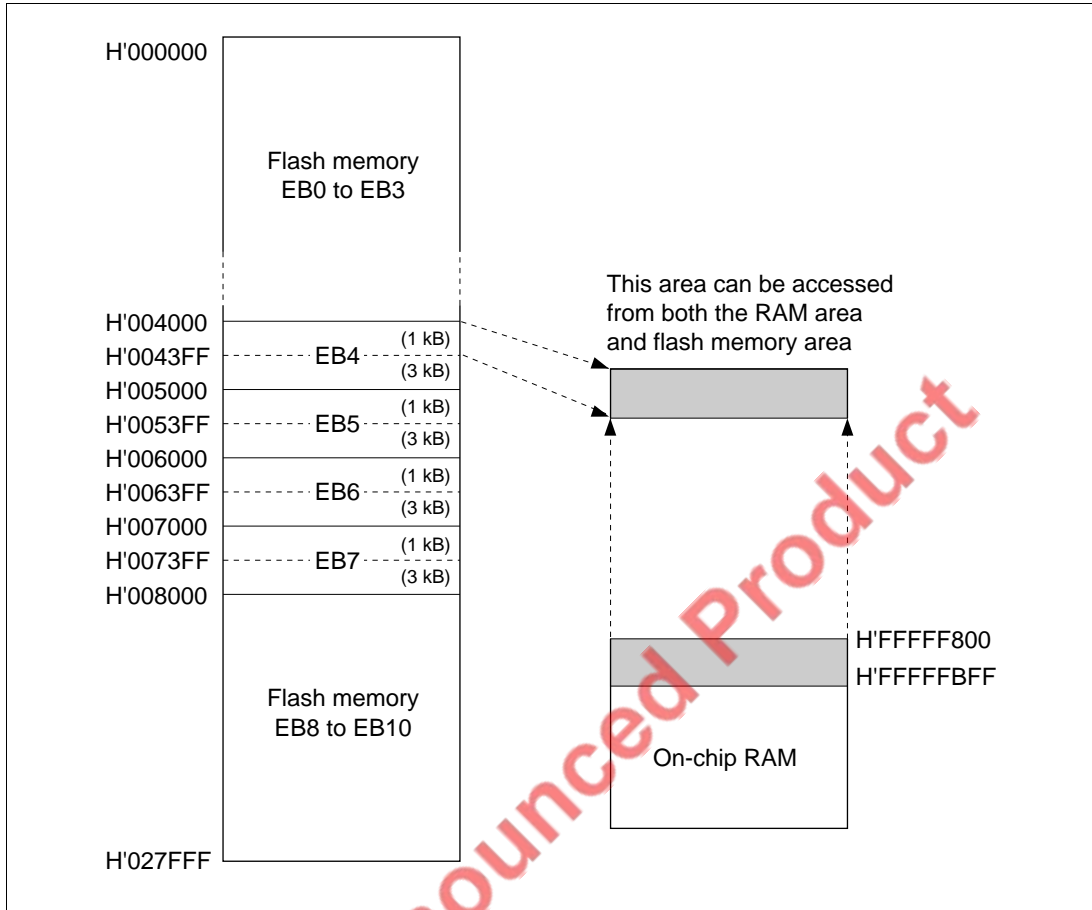 H'000000
Flash memory
EB0 to EB3
This area can be accessed
from both the RAM area
and flash memory area
H'004000
(1 kB)
H'0043FF
EB4
(3 kB)
H'005000
(1 kB)
H'0053FF
EB5
(3 kB)
H'006000
(1 kB)
H'0063FF
EB6
(3 kB)
H'007000
(1 kB)
H'0073FF
EB7
(3 kB)
H'008000
Flash memory
EB8 to EB10
H'027FFF
H'FFFFF800
H'FFFFFBFF
On-chip RAM
ounced Product